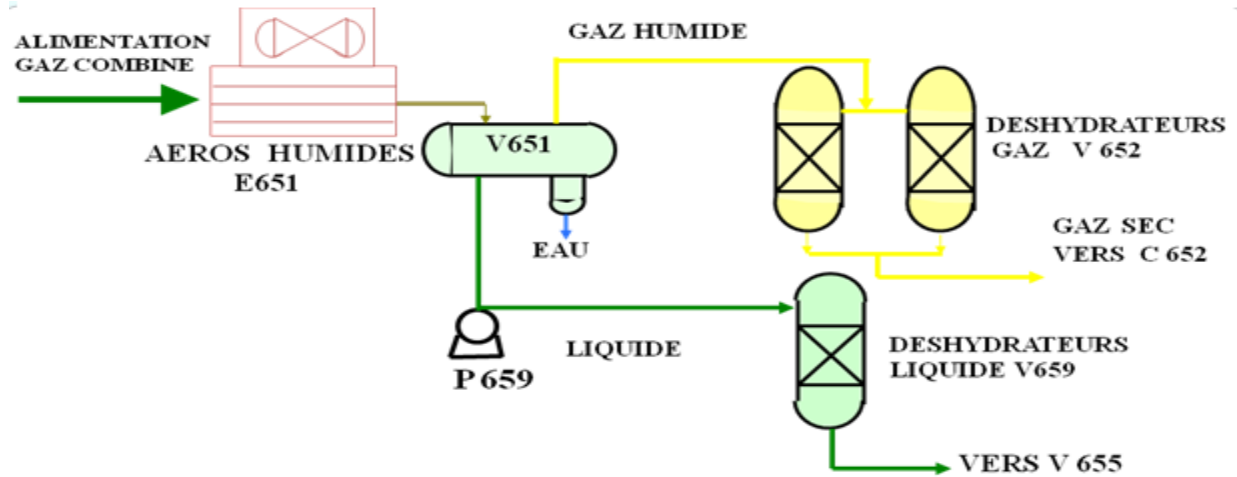 ALIMENTATION
GAZ COMBINE
GAZ HUMIDE
AEROS HUMIDES
E651
V651
EAU
DESHYDRATEURS
GAZ V 652
GAZ SEC
VERS C 652
P 659
LIQUIDE
DESHYDRATEURS
LIQUIDE V659
VERS V 655